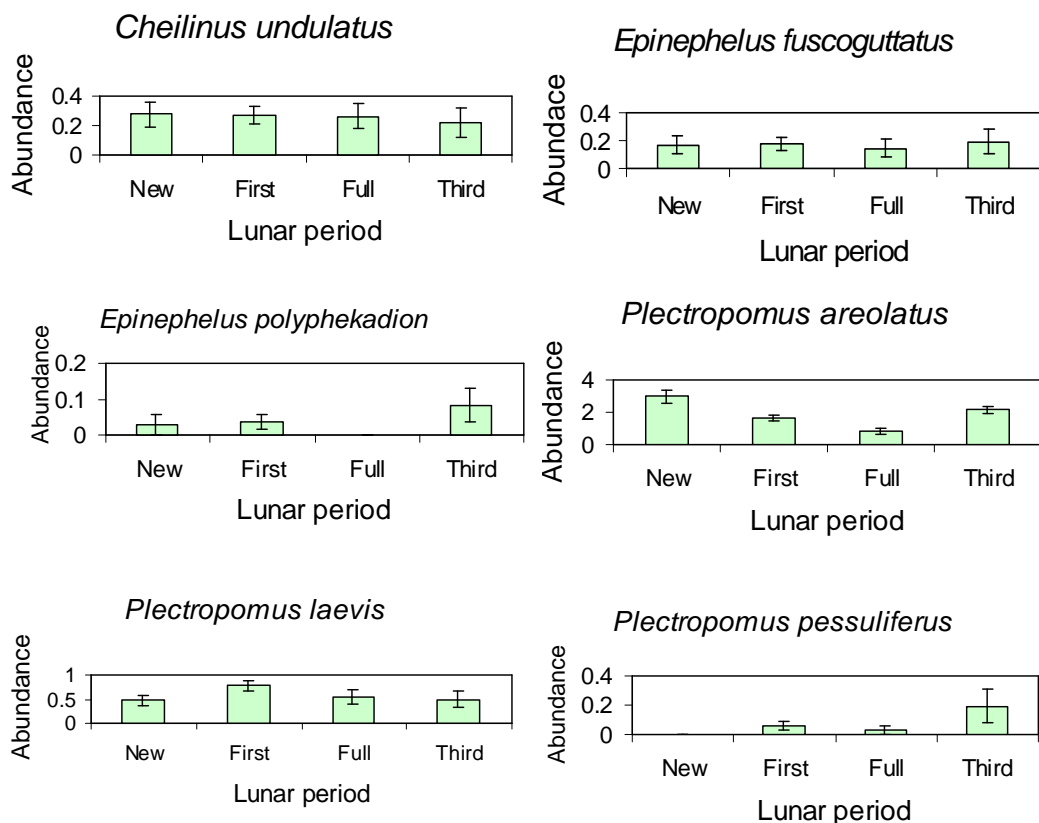 Cheilinus undulatus
Abundance
0.4
0.2
0
New First Full Third
Lunar period
Epinephelus fuscoguttatus
Abundace
0.4
0.2
0
New First Full Third
Lunar period
Epinephelus polyphekadion
Abundance
0.2
0.1
0
New First Full Third
Lunar period
Plectropomus areolatus
Abundance
4
2
0
New First Full Third
Lunar period
Plectropomus laevis
Abundance
1
0.5
0
New First Full Third
Lunar period
Plectropomus pessuliferus
Abundance
0.4
0.2
0
New First Full Third
Lunar period